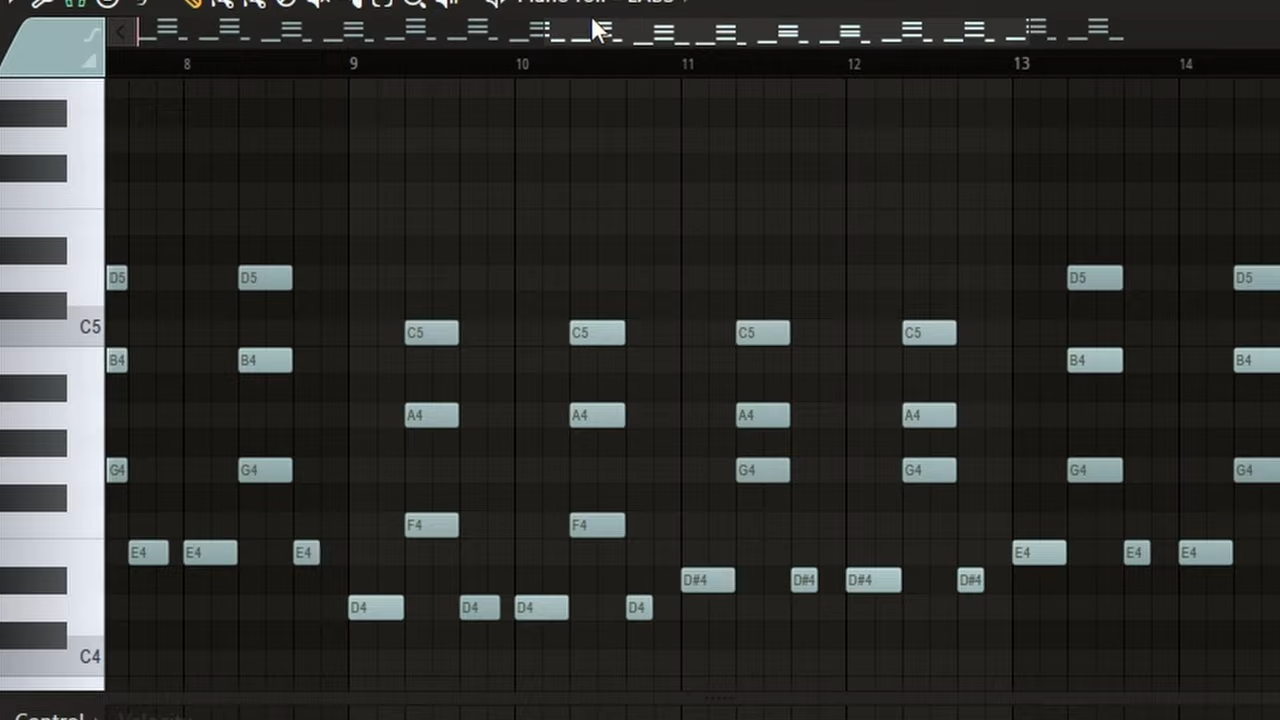 8 9 10 11 12 13 14
D5 D5 D5 D5
C5 C5 C5 C5 C5
B4 B4 B4 B4
A4 A4 A4 A4
G4 G4 G4 G4 G4 G4
F4 F4
E4 E4 E4 E4 E4 E4
D#4 D#4 D#4 D#4
D4 D4 D4 D4
C4
Control